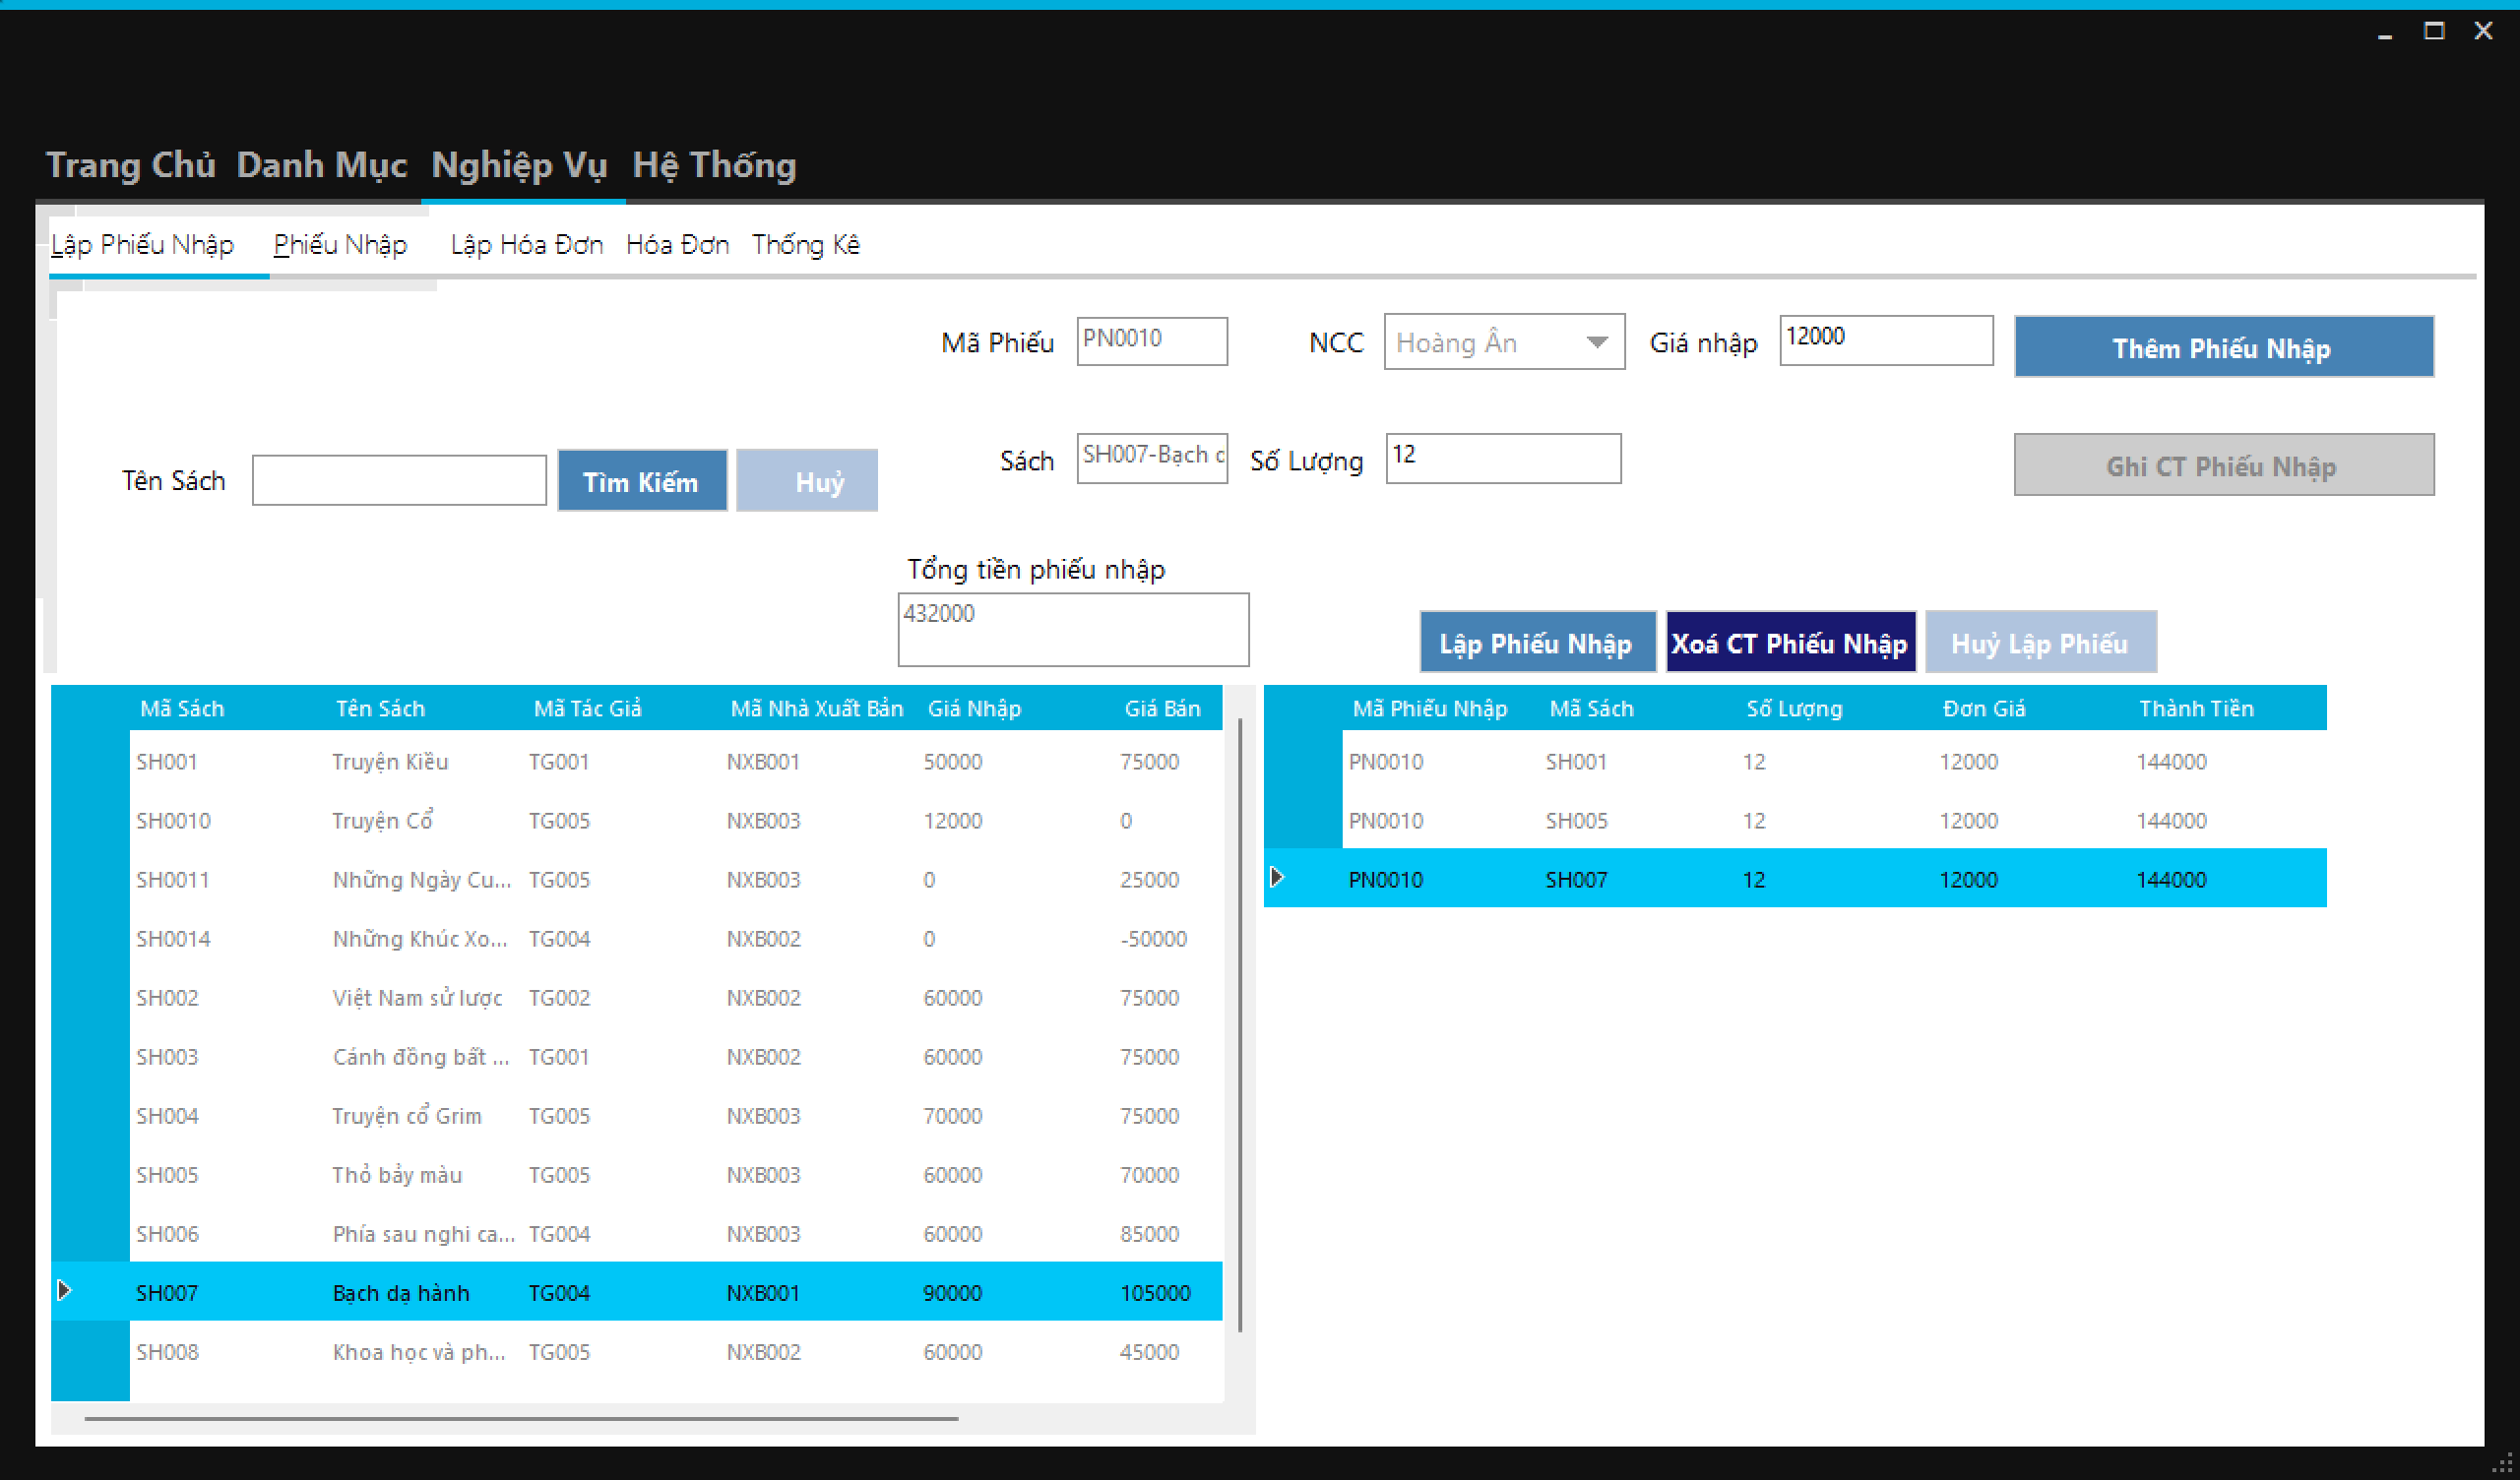 Trang Chủ Danh Mục Nghiệp Vụ Hệ Thống
Lập Phiếu Nhập Phiếu Nhập Lập Hóa Đơn Hóa Đơn Thống Kê
Mã Phiếu PN0010 NCC Hoàng Ân Giá nhập 12000 Thêm Phiếu Nhập
Tên Sách Tìm Kiếm Huỷ
Sách SH007-Bạch Số Lượng 12 Ghi CT Phiếu Nhập
Tổng tiền phiếu nhập
432000
Lập Phiếu Nhập Xoá CT Phiếu Nhập Huỷ Lập Phiếu
Mã Sách Tên Sách Mã Tác Giả Mã Nhà Xuất Bản Giá Nhập Giá Bán
SH001 Truyện Kiều TG001 NXB001 50000 75000
SH0010 Truyện Cổ TG005 NXB003 12000 0
SH0011 Những Ngày Cu... TG005 NXB003 0 25000
SH0014 Những Khúc Xo... TG004 NXB002 0 -50000
SH002 Việt Nam sử lược TG002 NXB002 60000 75000
SH003 Cánh đồng bất ... TG001 NXB002 60000 75000
SH004 Truyện cổ Grim TG005 NXB003 70000 75000
SH005 Thỏ bẩy màu TG005 NXB003 60000 70000
SH006 Phía sau nghi ca... TG004 NXB003 60000 85000
SH007 Bạch dạ hành TG004 NXB001 90000 105000
SH008 Khoa học và ph... TG005 NXB002 60000 45000
Mã Phiếu Nhập Mã Sách Số Lượng Đơn Giá Thành Tiền
PN0010 SH001 12 12000 144000
PN0010 SH005 12 12000 144000
PN0010 SH007 12 12000 144000